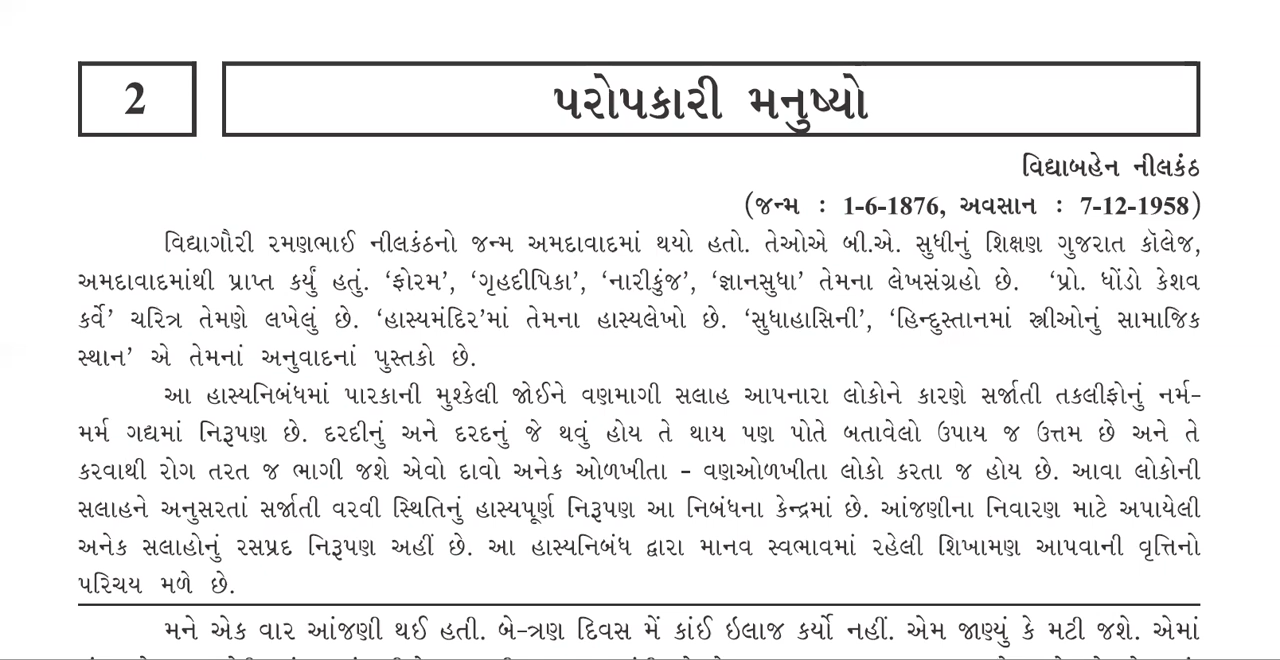 2
પરોપકારી મનુષ્યો
વિદ્યાબહેન નીલકંઠ
(જન્મ : 1-6-1876, અવસાન : 7-12-1958)
વિદ્યાગૌરી રમણભાઈ નીલકંઠનો જન્મ અમદાવાદમાં થયો હતો. તેઓએ બી.એ. સુધીનું શિક્ષણ ગુજરાત કૉલેજ,
અમદાવાદમાંથી પ્રાપ્ત કર્યું હતું. ‘ફોરમ’, ‘ગૃહદીપિકા’, ‘નારીકુંજ’, ‘જ્ઞાનસુધા’ તેમના લેખસંગ્રહો છે. ‘પ્રો. ધોંડો કેશવ
કર્વે’ ચરિત્ર તેમણે લખેલું છે. ‘હાસ્યમંદિર’માં તેમના હાસ્યલેખો છે. ‘સુધાહાસિની’, ‘હિન્દુસ્તાનમાં સ્ત્રીઓનું સામાજિક
સ્થાન’ એ તેમનાં અનુવાદનાં પુસ્તકો છે.
આ હાસ્યનિબંધમાં પારકાની મુશ્કેલી જોઈને વણમાગી સલાહ આપનારા લોકોને કારણે સર્જાતી તકલીફોનું નર્મ-
મર્મ ગદ્યમાં નિરૂપણ છે. દરદીનું અને દરદનું જે થવું હોય તે થાય પણ પોતે બતાવેલો ઉપાય જ ઉત્તમ છે અને તે
કરવાથી રોગ તરત જ ભાગી જશે એવો દાવો અનેક ઓળખીતા - વણઓળખીતા લોકો કરતા જ હોય છે. આવા લોકોની
સલાહને અનુસરતાં સર્જાતી વરવી સ્થિતિનું હાસ્યપૂર્ણ નિરૂપણ આ નિબંધના કેન્દ્રમાં છે. આંજણીના નિવારણ માટે અપાયેલી
અનેક સલાહોનું રસપ્રદ નિરૂપણ અહીં છે. આ હાસ્યનિબંધ દ્વારા માનવ સ્વભાવમાં રહેલી શિખામણ આપવાની વૃત્તિનો
પરિચય મળે છે.
મને એક વાર આંજણી થઈ હતી. બે-ત્રણ દિવસ મેં કાંઈ ઇલાજ કર્યો નહીં. એમ જાણ્યું કે મટી જશે. એમાં